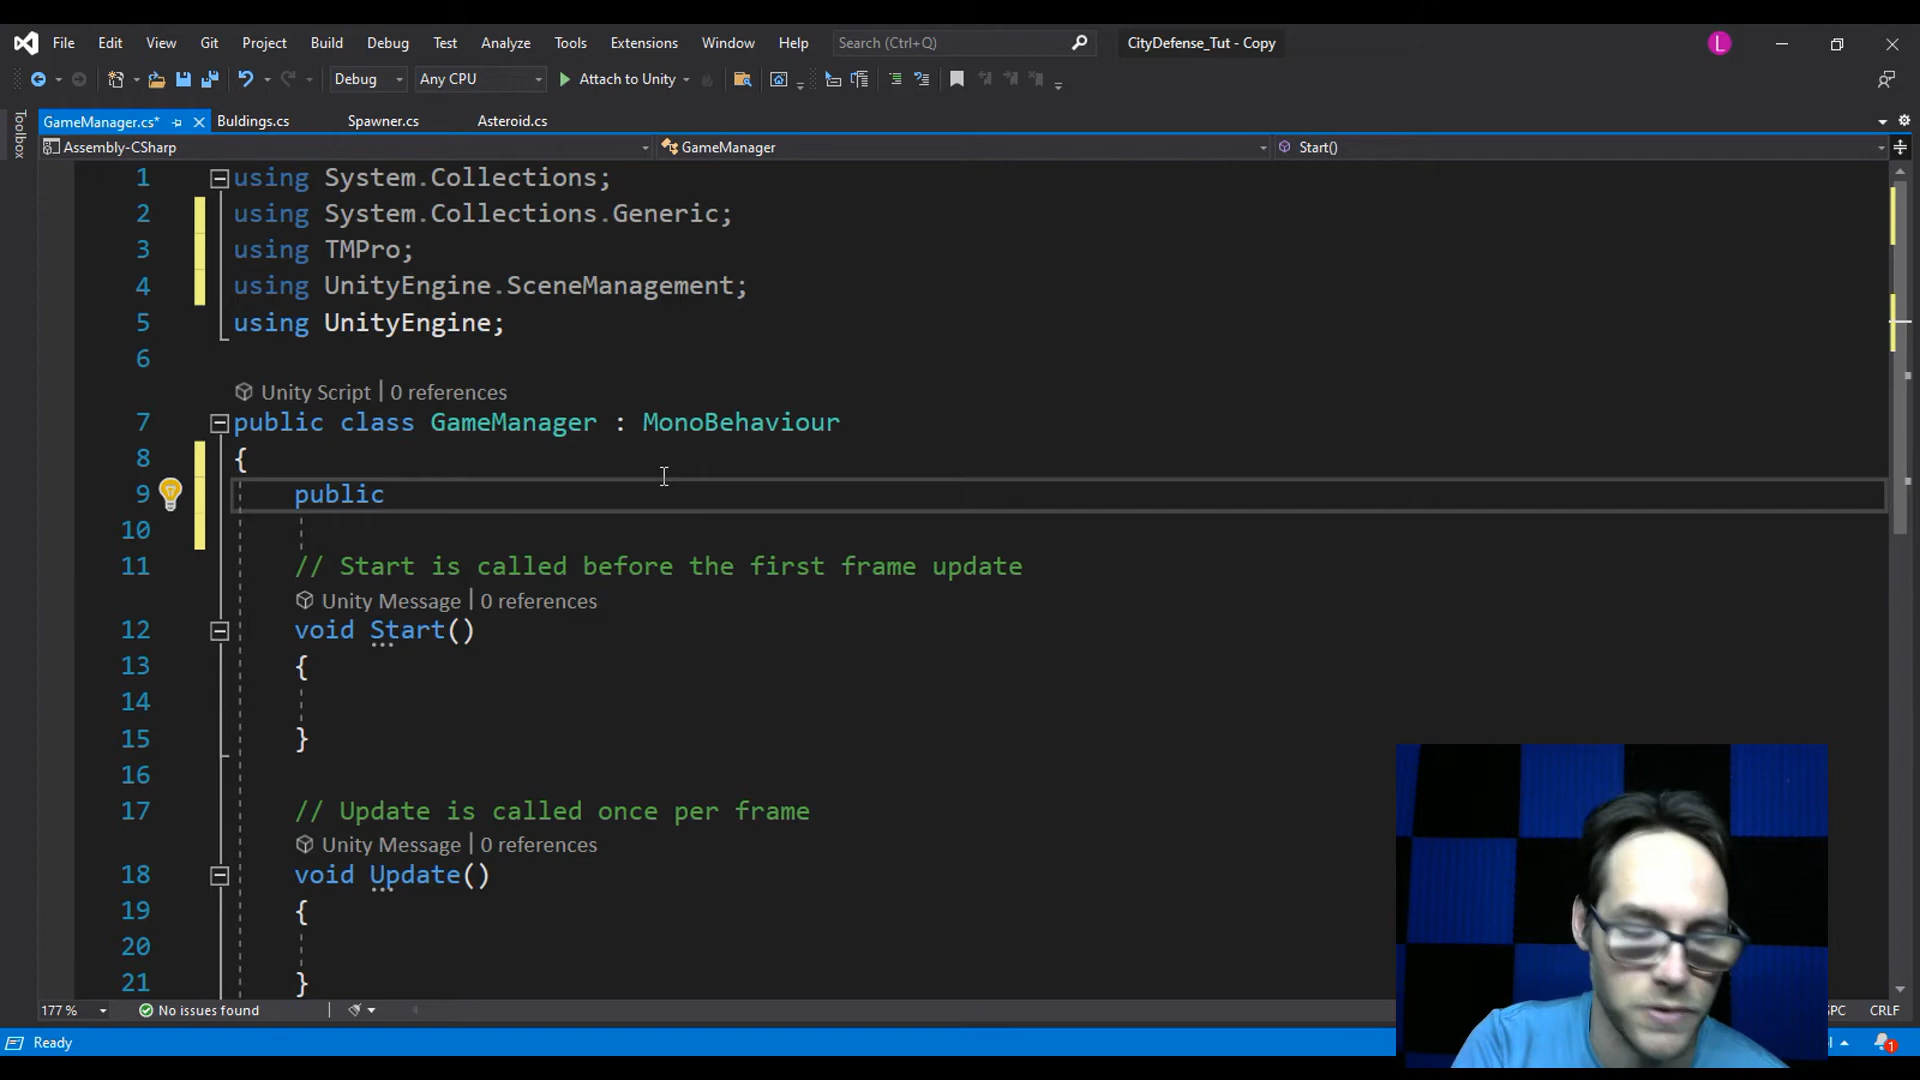 File Edit View Git Project Build Debug Test Analyze Tools Extensions Window Help Search (Ctrl+Q) CityDefense_Tut - Copy L
Debug Any CPU Attach to Unity
Toolbox
GameManager.cs* Buldings.cs Spawner.cs Asteroid.cs
Assembly-CSharp GameManager Start()
1 using System.Collections;
2 using System.Collections.Generic;
3 using TMPro;
4 using UnityEngine.SceneManagement;
5 using UnityEngine;
6
Unity Script | 0 references
7 public class GameManager : MonoBehaviour
8 {
9 public
10
11 // Start is called before the first frame update
Unity Message | 0 references
12 void Start()
13 {
14
15 }
16
17 // Update is called once per frame
Unity Message | 0 references
18 void Update()
19 {
20
21 }
177 % No issues found SPC CRLF
Ready 1